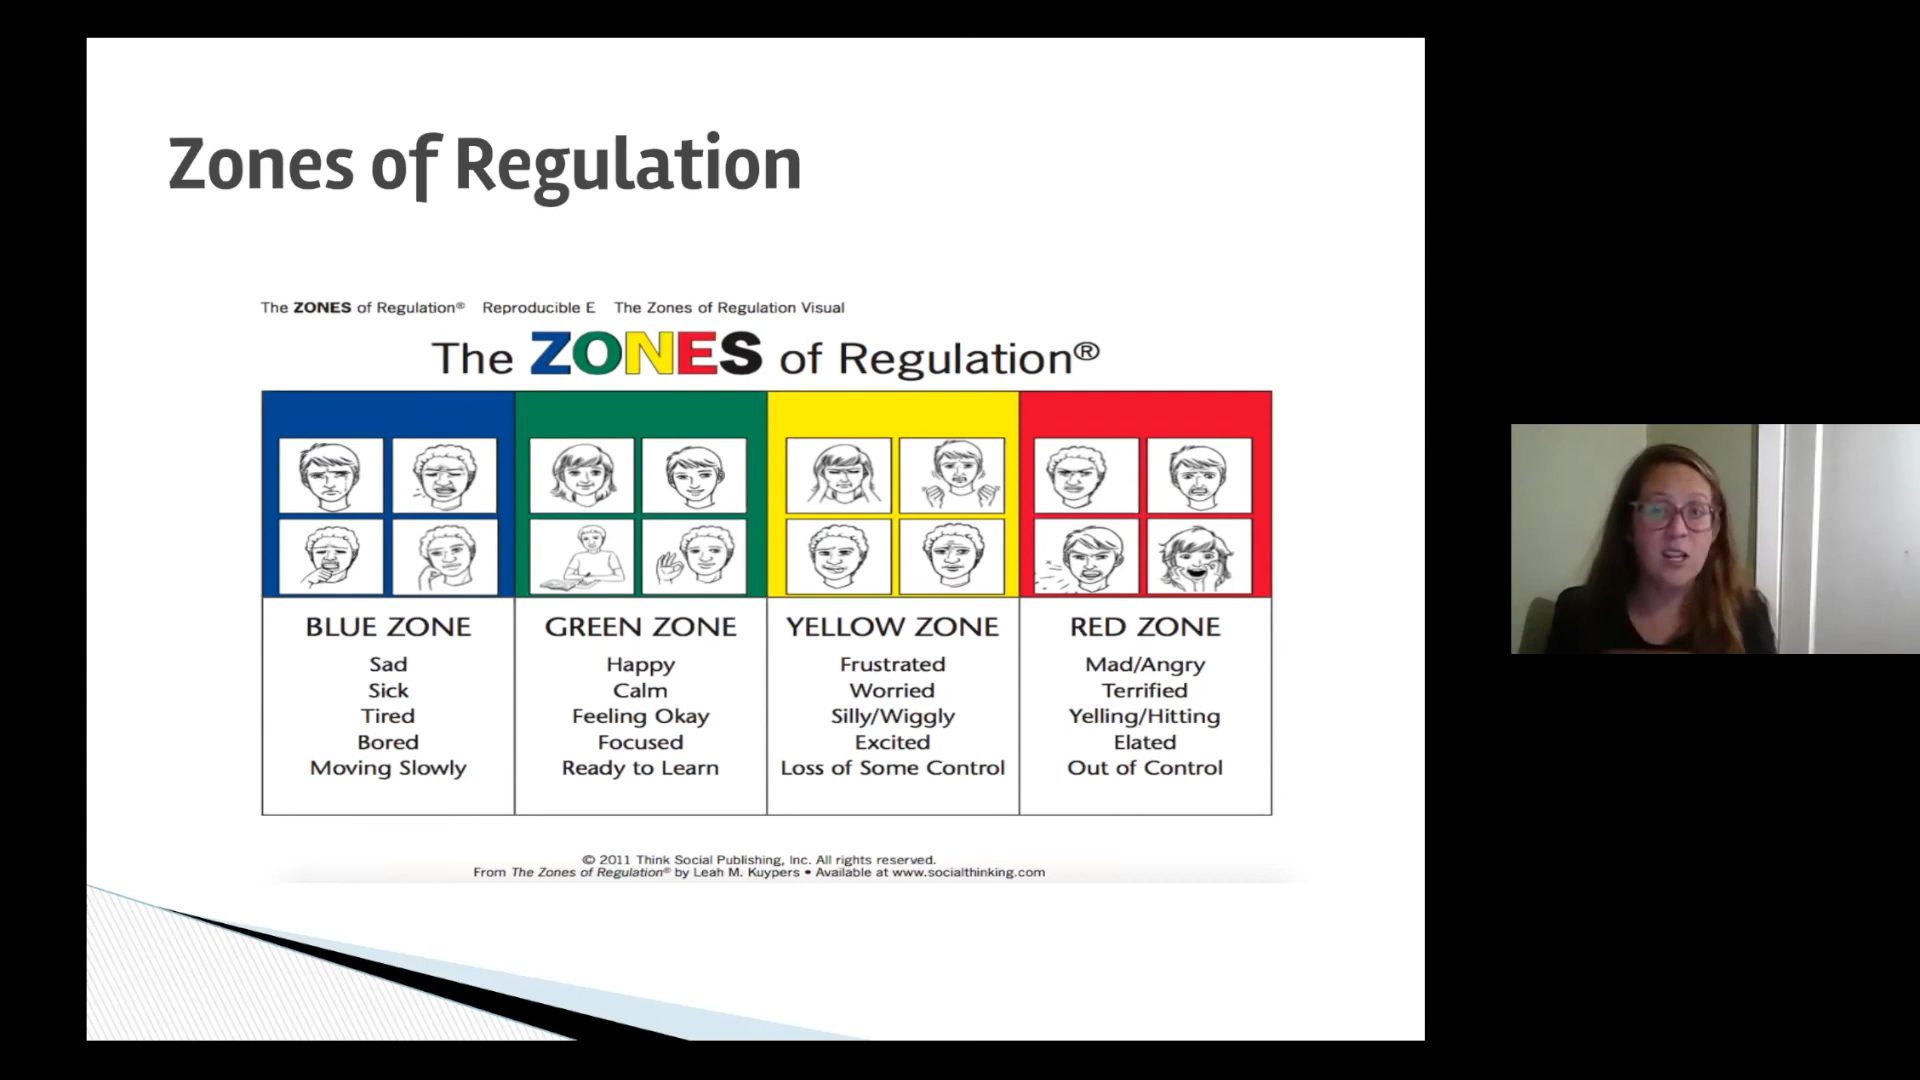 Zones of Regulation
The ZONES of Regulation® Reproducible E The Zones of Regulation Visual
The ZONES of Regulation®
BLUE ZONE
Sad
Sick
Tired
Bored
Moving Slowly
GREEN ZONE
Happy
Calm
Feeling Okay
Focused
Ready to Learn
YELLOW ZONE
Frustrated
Worried
Silly/Wiggly
Excited
Loss of Some Control
RED ZONE
Mad/Angry
Terrified
Yelling/Hitting
Elated
Out of Control
© 2011 Think Social Publishing, Inc. All rights reserved.
From The Zones of Regulation® by Leah M. Kuypers • Available at www.socialthinking.com